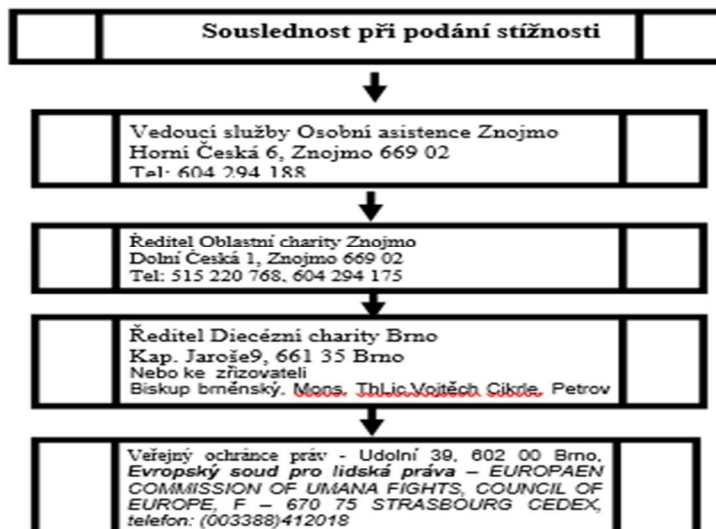 Souslednost při podání stížnosti
Vedoucí služby Osobní asistence Znojmo
Horní Česká 6, Znojmo 669 02
Tel: 604 294 188
Ředitel Oblastní charity Znojmo
Dolní Česká 1, Znojmo 669 02
Tel: 515 220 768, 604 294 175
Ředitel Diecézní charity Brno
Kap. Jaroše9, 661 35 Brno
Nebo ke zřizovateli
Biskup brněnský, Mons. ThLic.Vojtěch Cikrle, Petrov
Veřejný ochránce práv - Udolní 39, 602 00 Brno,
Evropský soud pro lidská práva – EUROPAEN
COMMISSION OF UMANA FIGHTS, COUNCIL OF
EUROPE, F – 670 75 STRASBOURG CEDEX,
telefon: (003388)412018